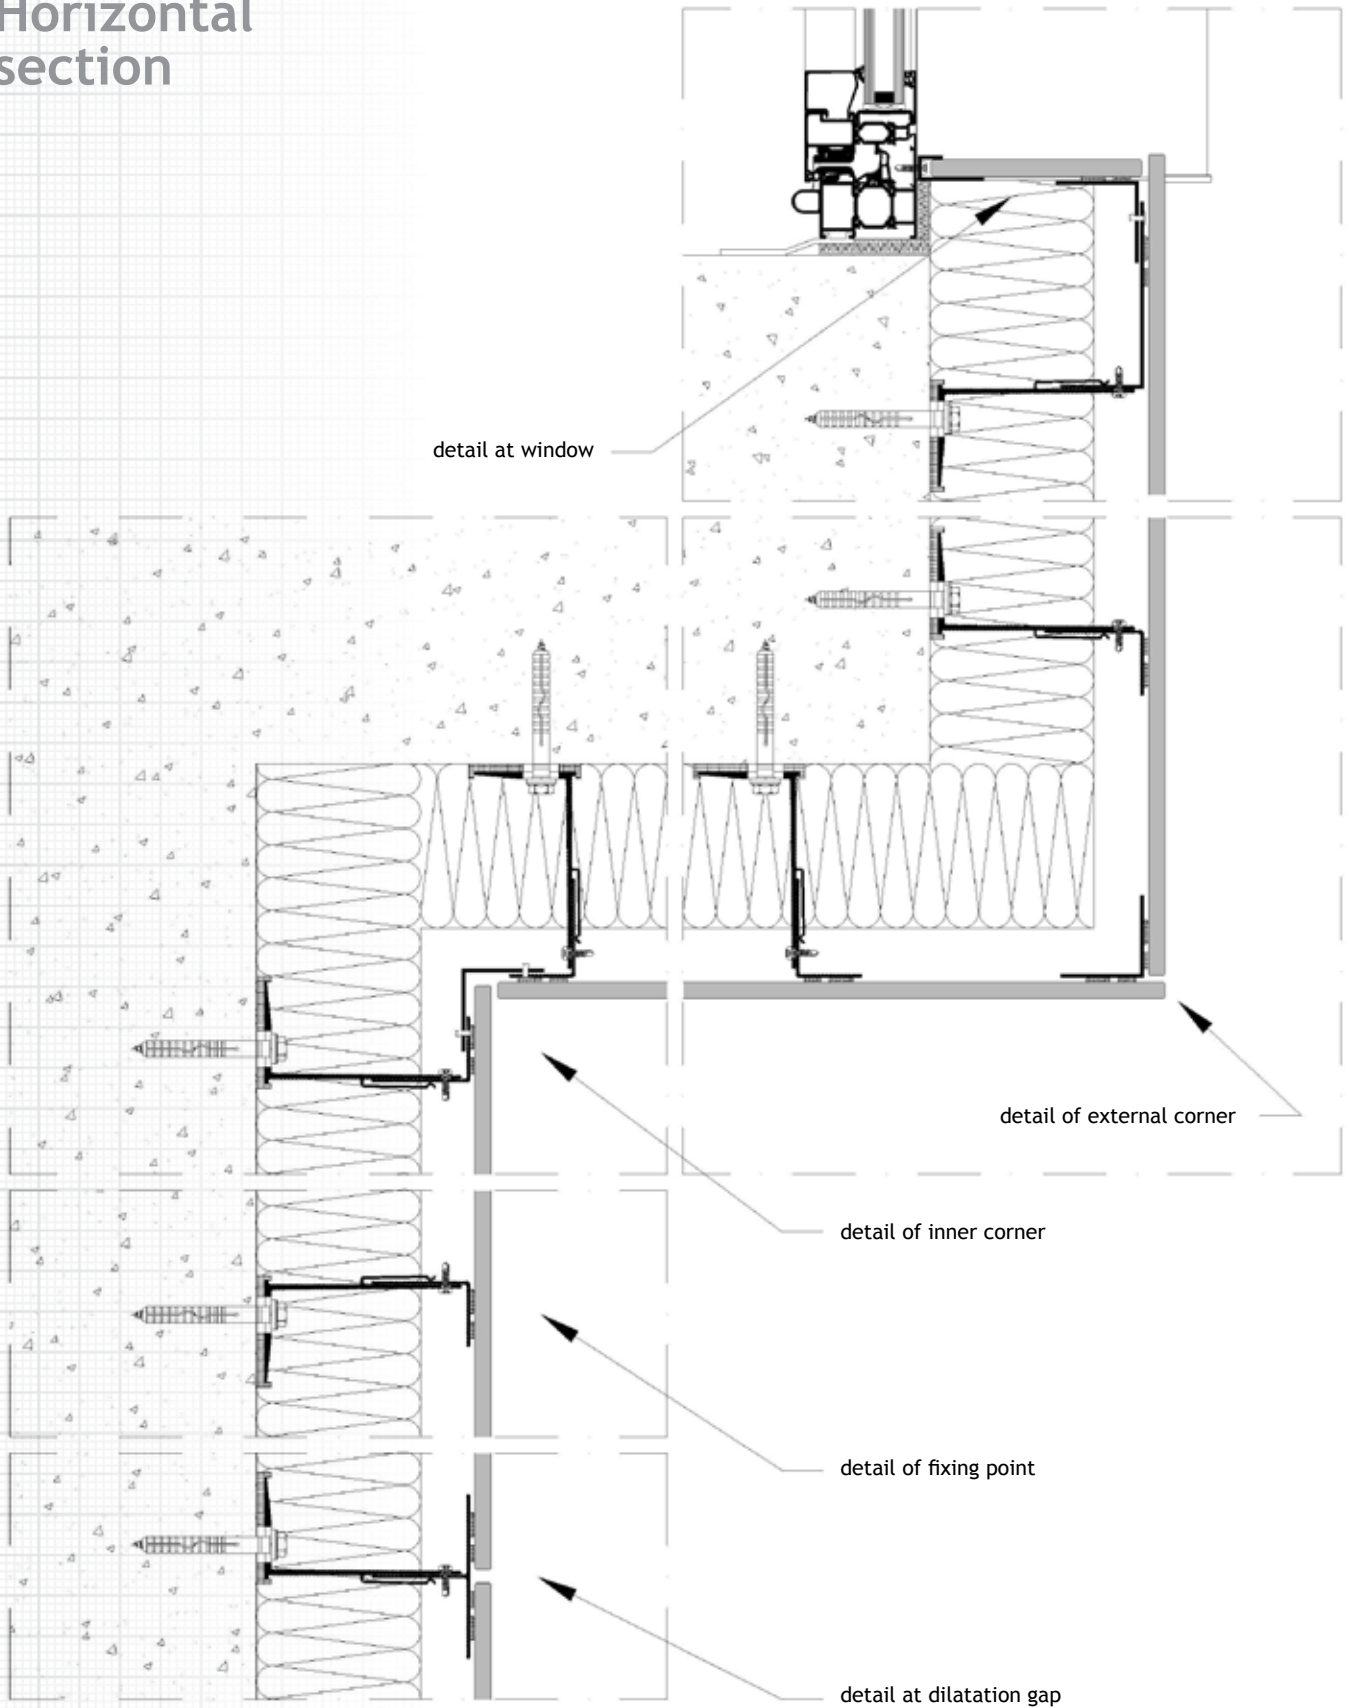 Horizontal
section
detail at window
detail of external corner
detail of inner corner
detail of fixing point
detail at dilatation gap